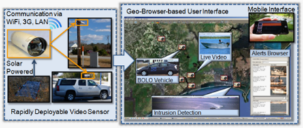 Communication via
WiFi, 3G, LAN
Solar
Powered
Rapidly Deployable Video Sensor
Geo-Browser-based User Interface
BOLO Vehicle
Live Video
Intrusion Detection
Mobile Interface
Alerts Browser